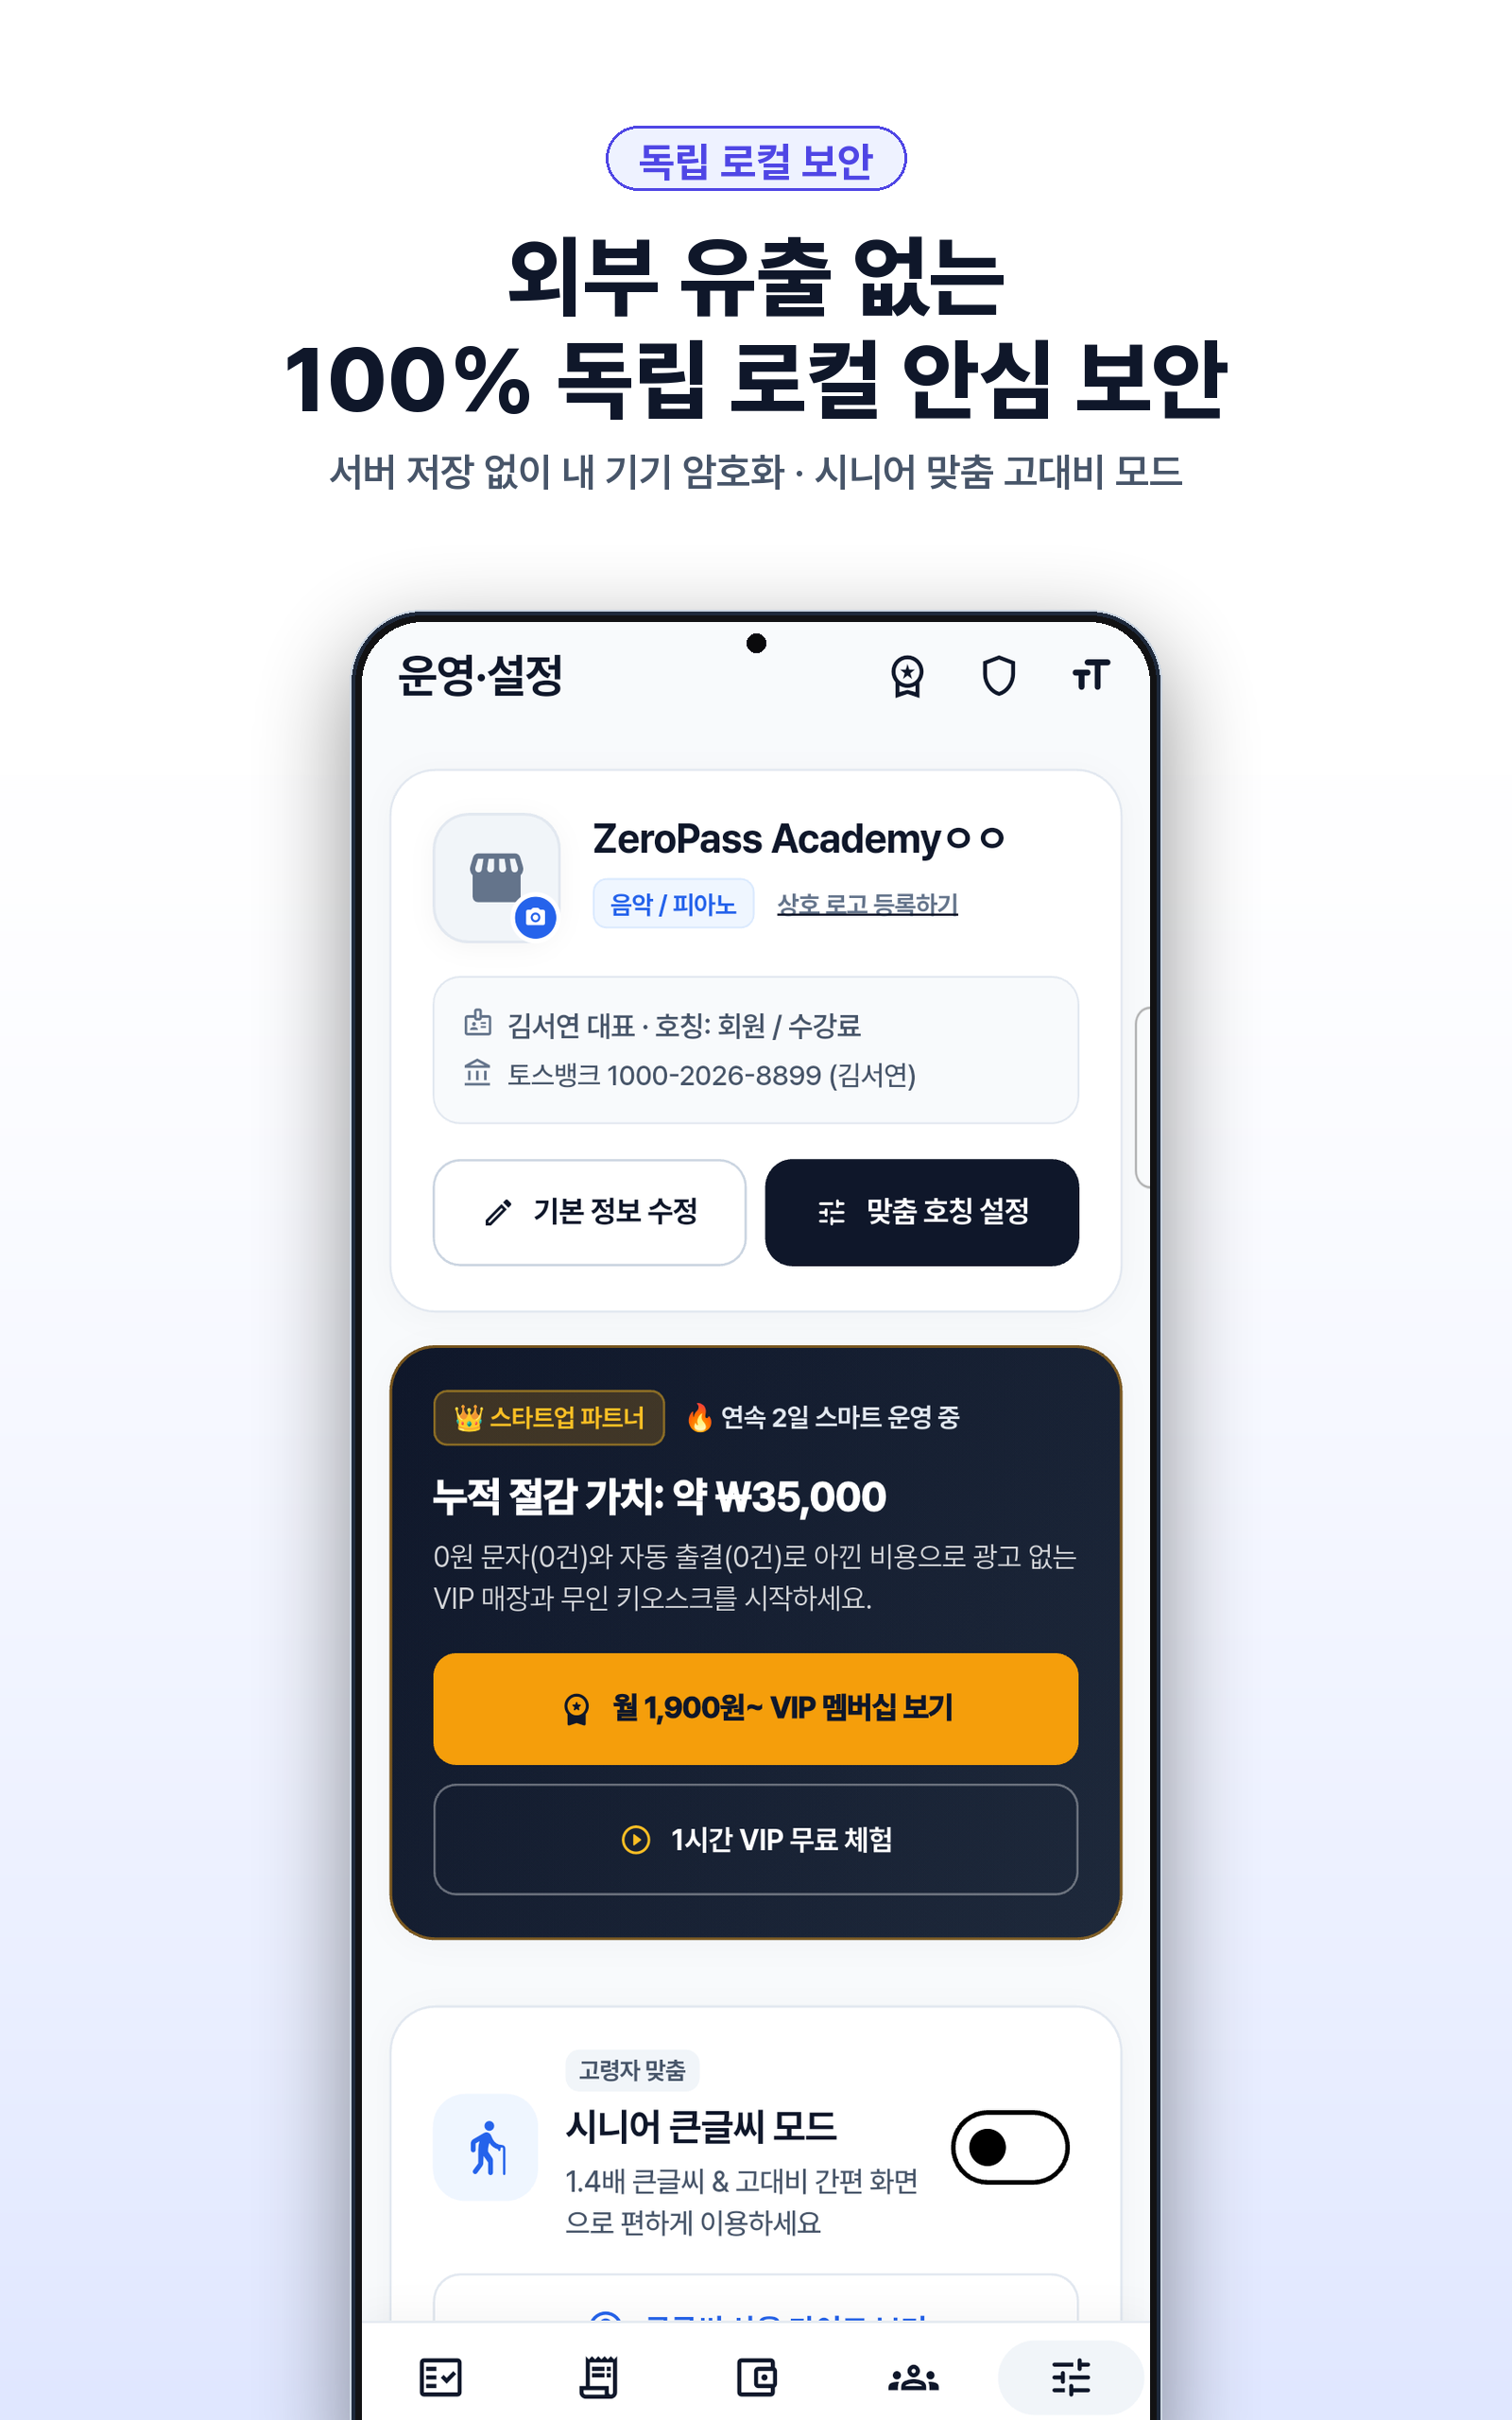 독립 로컬 보안
외부 유출 없는
100% 독립 로컬 안심 보안
서버 저장 없이 내 기기 암호화 · 시니어 맞춤 고대비 모드
운영·설정
ZeroPass Academyㅇㅇ
음악 / 피아노
상호 로고 등록하기
김서연 대표 · 호칭: 회원 / 수강료
토스뱅크 1000-2026-8899 (김서연)
기본 정보 수정
맞춤 호칭 설정
👑 스타트업 파트너
🔥 연속 2일 스마트 운영 중
누적 절감 가치: 약 ₩35,000
0원 문자(0건)와 자동 출결(0건)로 아낀 비용으로 광고 없는
VIP 매장과 무인 키오스크를 시작하세요.
월 1,900원~ VIP 멤버십 보기
1시간 VIP 무료 체험
고령자 맞춤
시니어 큰글씨 모드
1.4배 큰글씨 & 고대비 간편 화면
으로 편하게 이용하세요